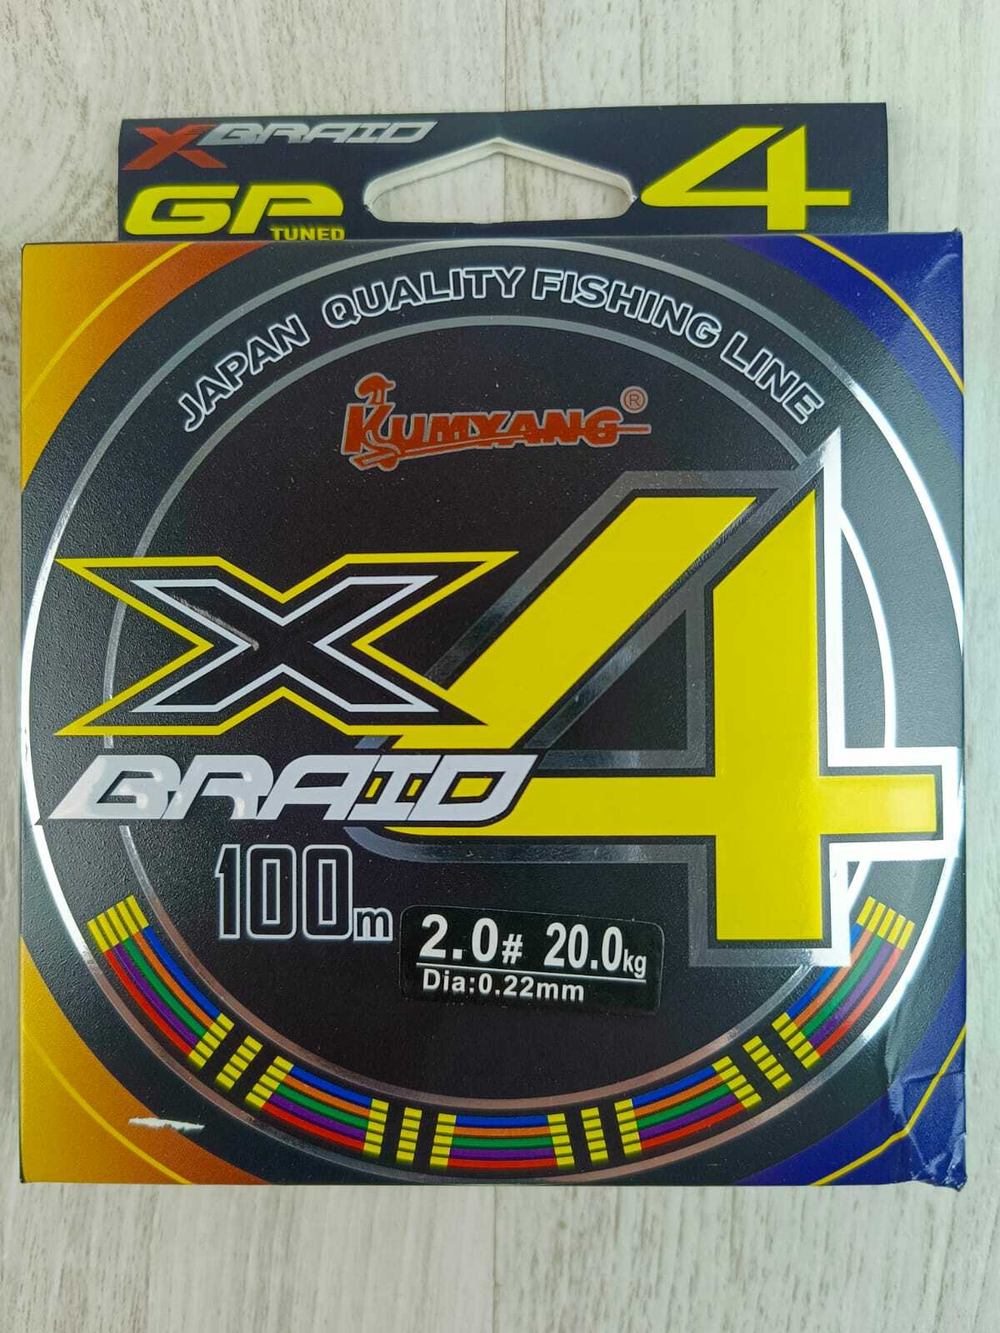 XBRAID
GP
TUNED
4
JAPAN QUALITY FISHING LINE
KUMYANG®
X
BRAID
4
100m
2.0# 20.0kg
Dia:0.22mm